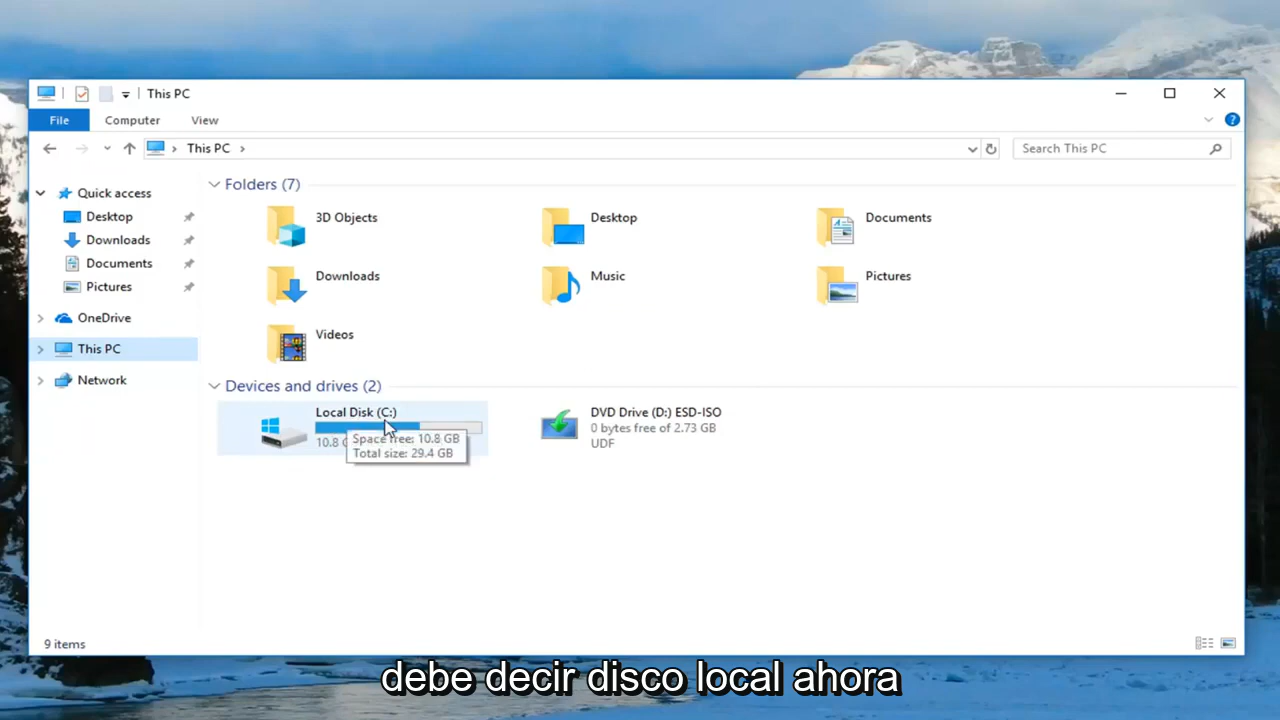 This PC
File
Computer
View
This PC
Search This PC
Quick access
Desktop
Downloads
Documents
Pictures
OneDrive
This PC
Network
Folders (7)
3D Objects
Desktop
Documents
Downloads
Music
Pictures
Videos
Devices and drives (2)
Local Disk (C:)
10.8 G
Space free: 10.8 GB
Total size: 29.4 GB
DVD Drive (D:) ESD-ISO
0 bytes free of 2.73 GB
UDF
9 items
debe decir disco local ahora